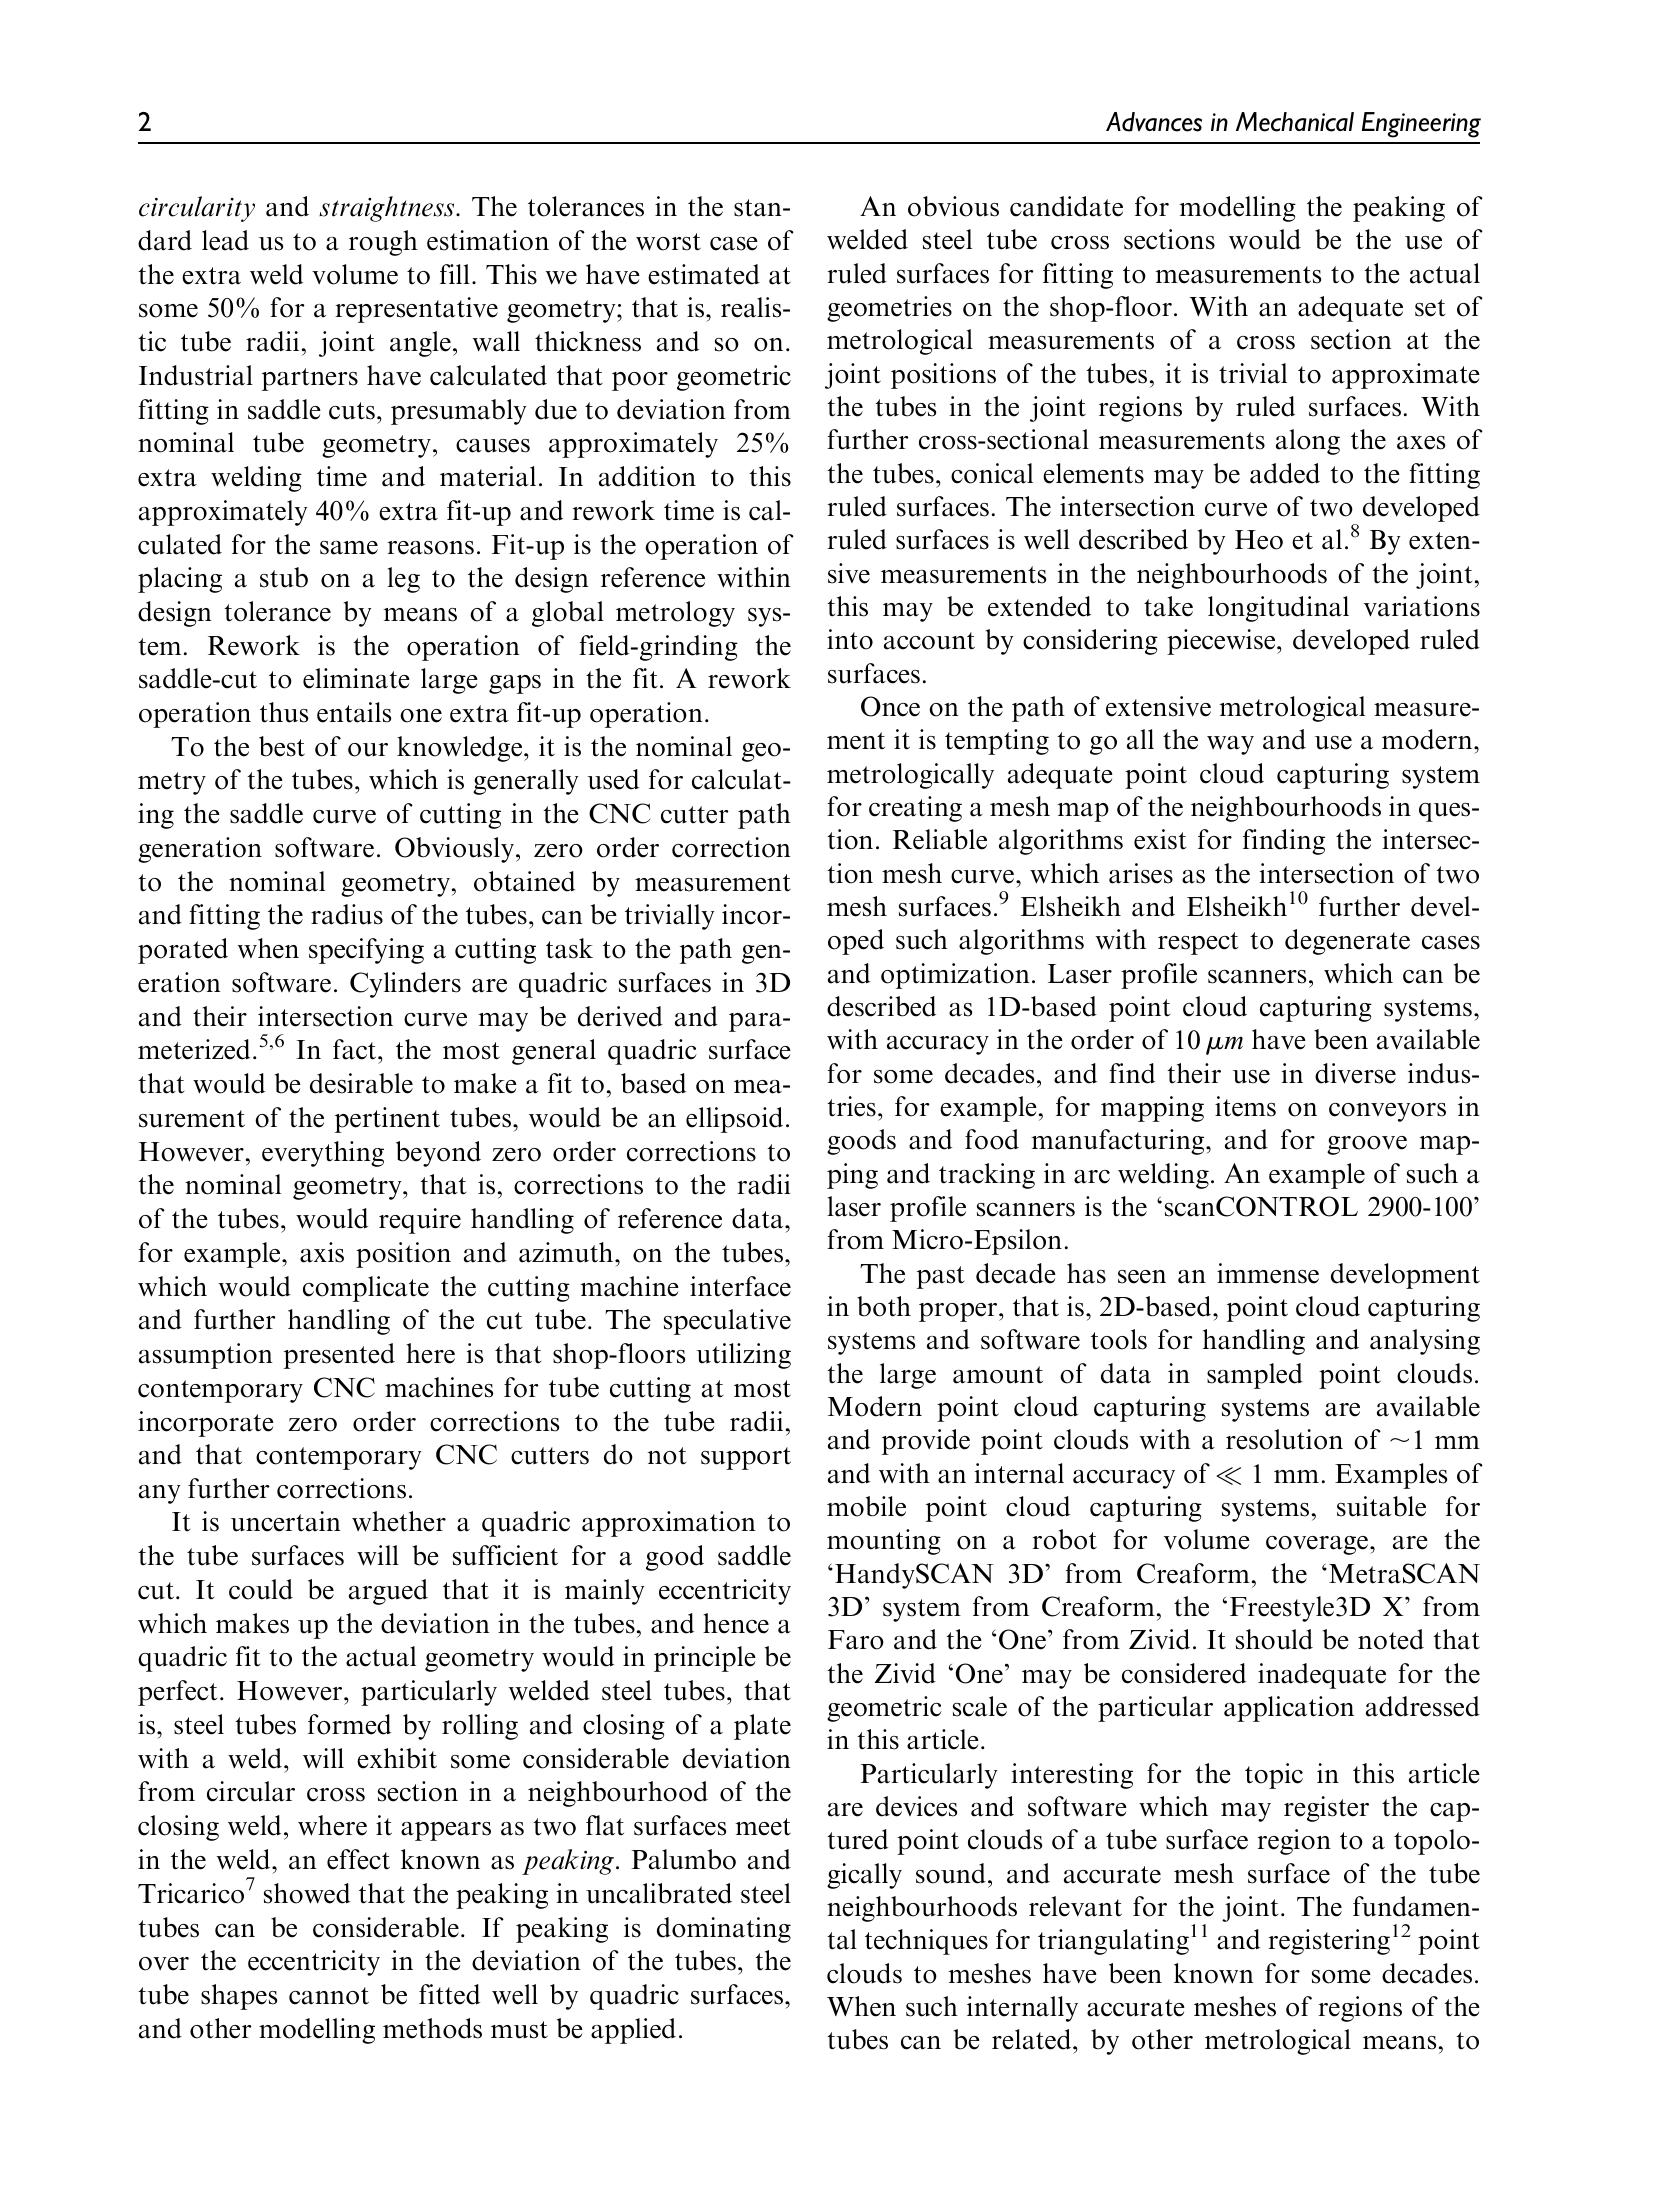 2
Advances in Mechanical Engineering
circularity and straightness. The tolerances in the stan-
dard lead us to a rough estimation of the worst case of
the extra weld volume to fill. This we have estimated at
some 50% for a representative geometry; that is, realis-
tic tube radii, joint angle, wall thickness and so on.
Industrial partners have calculated that poor geometric
fitting in saddle cuts, presumably due to deviation from
nominal tube geometry, causes approximately 25%
extra welding time and material. In addition to this
approximately 40% extra fit-up and rework time is cal-
culated for the same reasons. Fit-up is the operation of
placing a stub on a leg to the design reference within
design tolerance by means of a global metrology sys-
tem. Rework is the operation of field-grinding the
saddle-cut to eliminate large gaps in the fit. A rework
operation thus entails one extra fit-up operation.
To the best of our knowledge, it is the nominal geo-
metry of the tubes, which is generally used for calculat-
ing the saddle curve of cutting in the CNC cutter path
generation software. Obviously, zero order correction
to the nominal geometry, obtained by measurement
and fitting the radius of the tubes, can be trivially incor-
porated when specifying a cutting task to the path gen-
eration software. Cylinders are quadric surfaces in 3D
and their intersection curve may be derived and para-
meterized.5,6 In fact, the most general quadric surface
that would be desirable to make a fit to, based on mea-
surement of the pertinent tubes, would be an ellipsoid.
However, everything beyond zero order corrections to
the nominal geometry, that is, corrections to the radii
of the tubes, would require handling of reference data,
for example, axis position and azimuth, on the tubes,
which would complicate the cutting machine interface
and further handling of the cut tube. The speculative
assumption presented here is that shop-floors utilizing
contemporary CNC machines for tube cutting at most
incorporate zero order corrections to the tube radii,
and that contemporary CNC cutters do not support
any further corrections.
It is uncertain whether a quadric approximation to
the tube surfaces will be sufficient for a good saddle
cut. It could be argued that it is mainly eccentricity
which makes up the deviation in the tubes, and hence a
quadric fit to the actual geometry would in principle be
perfect. However, particularly welded steel tubes, that
is, steel tubes formed by rolling and closing of a plate
with a weld, will exhibit some considerable deviation
from circular cross section in a neighbourhood of the
closing weld, where it appears as two flat surfaces meet
in the weld, an effect known as peaking. Palumbo and
Tricarico7 showed that the peaking in uncalibrated steel
tubes can be considerable. If peaking is dominating
over the eccentricity in the deviation of the tubes, the
tube shapes cannot be fitted well by quadric surfaces,
and other modelling methods must be applied.
An obvious candidate for modelling the peaking of
welded steel tube cross sections would be the use of
ruled surfaces for fitting to measurements to the actual
geometries on the shop-floor. With an adequate set of
metrological measurements of a cross section at the
joint positions of the tubes, it is trivial to approximate
the tubes in the joint regions by ruled surfaces. With
further cross-sectional measurements along the axes of
the tubes, conical elements may be added to the fitting
ruled surfaces. The intersection curve of two developed
ruled surfaces is well described by Heo et al.8 By exten-
sive measurements in the neighbourhoods of the joint,
this may be extended to take longitudinal variations
into account by considering piecewise, developed ruled
surfaces.
Once on the path of extensive metrological measure-
ment it is tempting to go all the way and use a modern,
metrologically adequate point cloud capturing system
for creating a mesh map of the neighbourhoods in ques-
tion. Reliable algorithms exist for finding the intersec-
tion mesh curve, which arises as the intersection of two
mesh surfaces.9 Elsheikh and Elsheikh10 further devel-
oped such algorithms with respect to degenerate cases
and optimization. Laser profile scanners, which can be
described as 1D-based point cloud capturing systems,
with accuracy in the order of 10 μm have been available
for some decades, and find their use in diverse indus-
tries, for example, for mapping items on conveyors in
goods and food manufacturing, and for groove map-
ping and tracking in arc welding. An example of such a
laser profile scanners is the ‘scanCONTROL 2900-100’
from Micro-Epsilon.
The past decade has seen an immense development
in both proper, that is, 2D-based, point cloud capturing
systems and software tools for handling and analysing
the large amount of data in sampled point clouds.
Modern point cloud capturing systems are available
and provide point clouds with a resolution of ~1 mm
and with an internal accuracy of ≪ 1 mm. Examples of
mobile point cloud capturing systems, suitable for
mounting on a robot for volume coverage, are the
‘HandySCAN 3D’ from Creaform, the ‘MetraSCAN
3D’ system from Creaform, the ‘Freestyle3D X’ from
Faro and the ‘One’ from Zivid. It should be noted that
the Zivid ‘One’ may be considered inadequate for the
geometric scale of the particular application addressed
in this article.
Particularly interesting for the topic in this article
are devices and software which may register the cap-
tured point clouds of a tube surface region to a topolo-
gically sound, and accurate mesh surface of the tube
neighbourhoods relevant for the joint. The fundamen-
tal techniques for triangulating11 and registering12 point
clouds to meshes have been known for some decades.
When such internally accurate meshes of regions of the
tubes can be related, by other metrological means, to